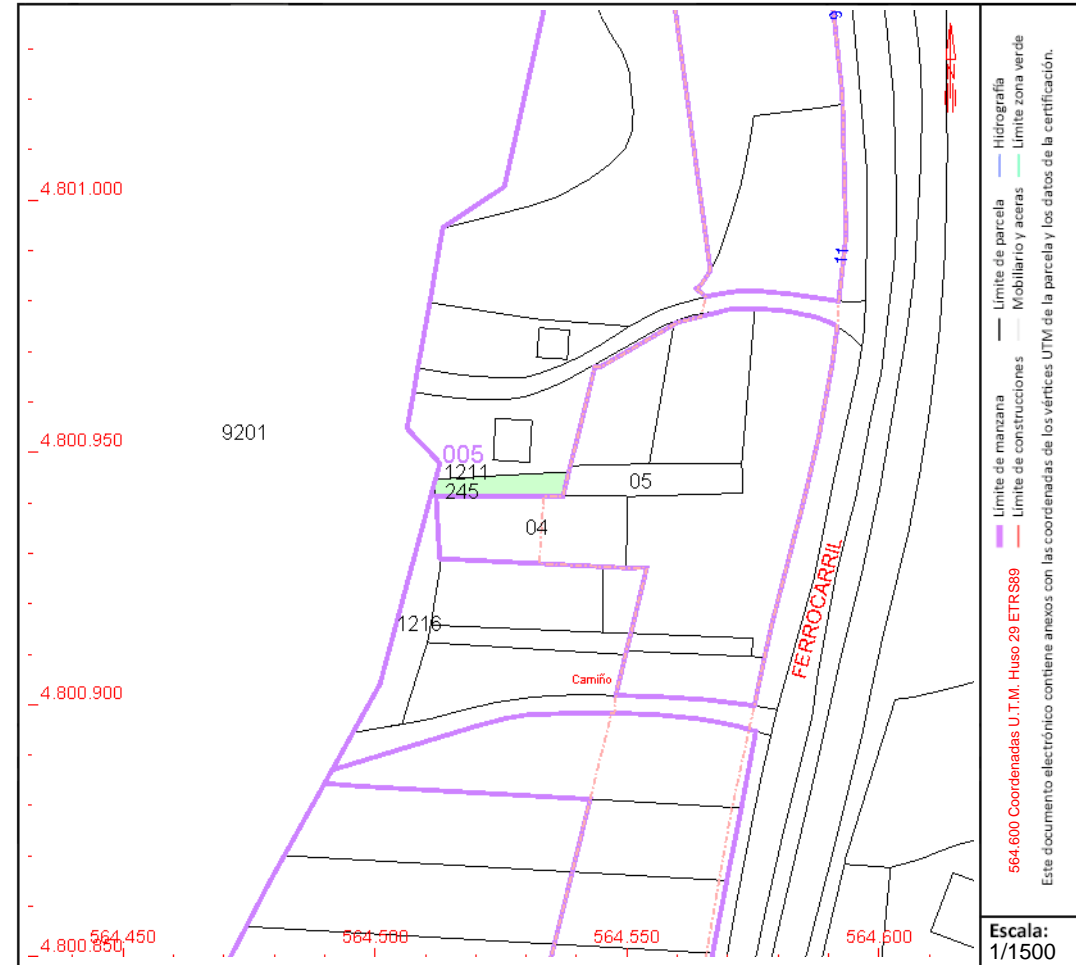 9
4.801.000
11
4.800.950
9201
005
1211
245
05
04
1216
FERROCARRIL
Camiño
4.800.900
4.800.850
564.450
564.500
564.550
564.600
Límite de manzana
Límite de parcela
Hidrografía
Límite de construcciones
Mobiliario y aceras
Límite zona verde
564.600 Coordenadas U.T.M. Huso 29 ETRS89
Este documento electrónico contiene anexos con las coordenadas de los vértices UTM de la parcela y los datos de la certificación.
Escala:
1/1500